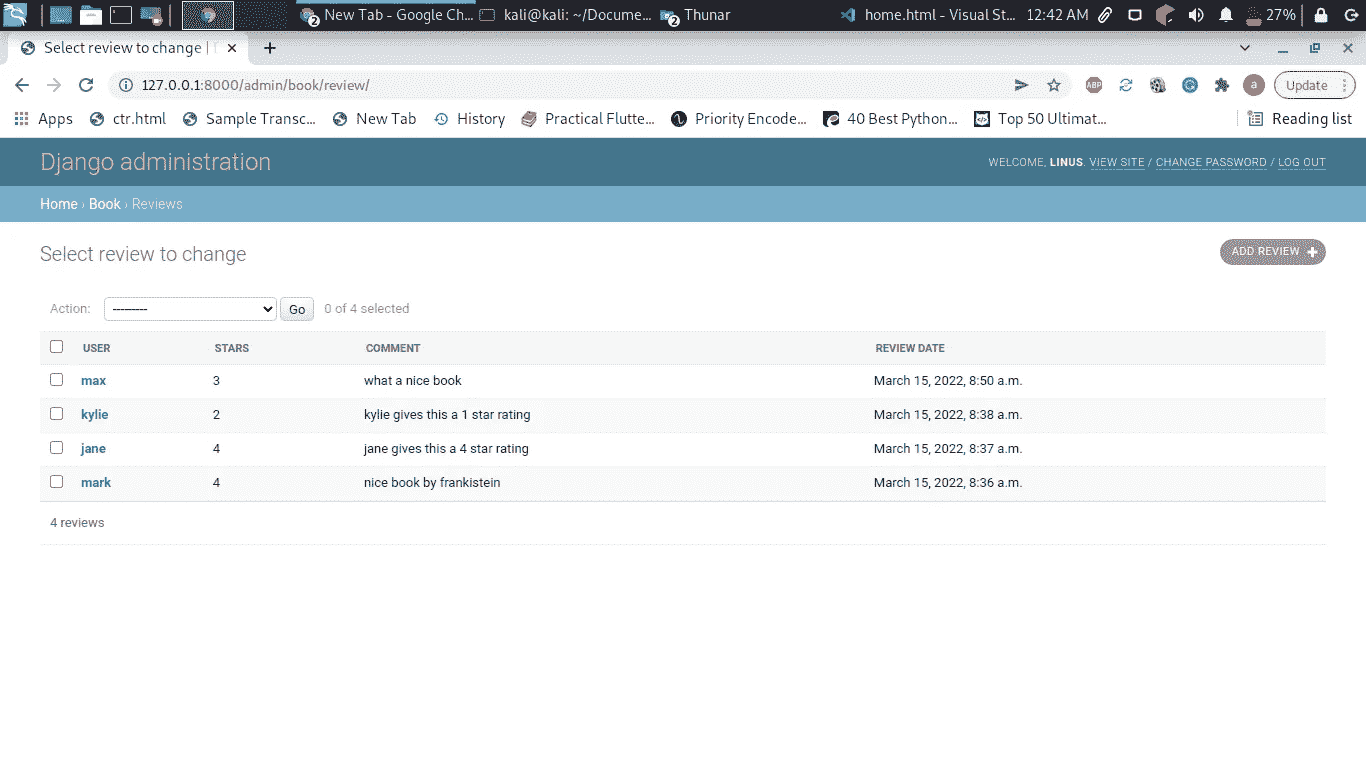 New Tab - Google Ch... kali@kali: ~/Docume... Thunar home.html - Visual St... 12:42 AM 27%
2 2
Select review to change |
127.0.0.1:8000/admin/book/review/ ABP a Update
Apps ctr.html Sample Transc... New Tab History Practical Flutte... Priority Encode... 40 Best Python... Top 50 Ultimat... Reading list
Django administration WELCOME, LINUS. VIEW SITE / CHANGE PASSWORD / LOG OUT
Home › Book › Reviews
Select review to change ADD REVIEW +
Action: --------- Go 0 of 4 selected
USER STARS COMMENT REVIEW DATE
max 3 what a nice book March 15, 2022, 8:50 a.m.
kylie 2 kylie gives this a 1 star rating March 15, 2022, 8:38 a.m.
jane 4 jane gives this a 4 star rating March 15, 2022, 8:37 a.m.
mark 4 nice book by frankistein March 15, 2022, 8:36 a.m.
4 reviews